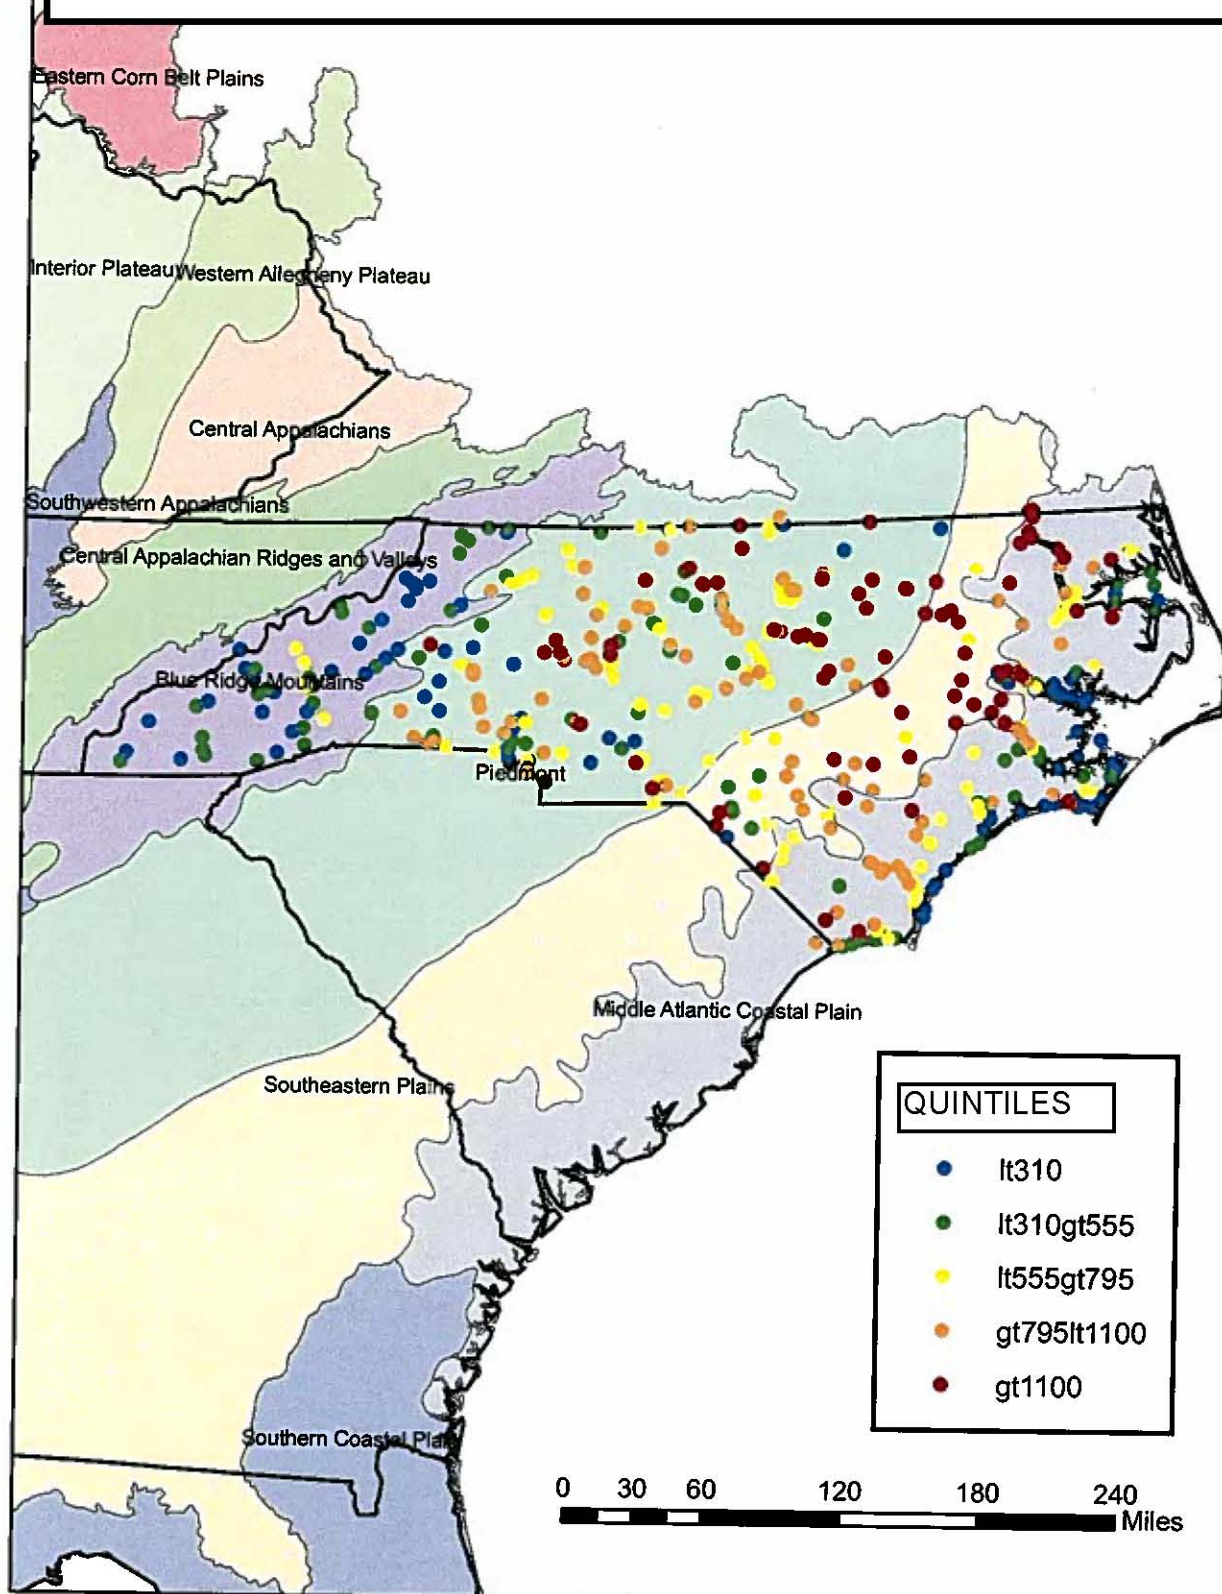 Eastern Corn Belt Plains
Interior Plateau
Western Allegheny Plateau
Central Appalachians
Southwestern Appalachians
Central Appalachian Ridges and Valleys
Blue Ridge Mountains
Piedmont
Middle Atlantic Coastal Plain
Southeastern Plains
QUINTILES
lt310
lt310gt555
lt555gt795
gt795lt1100
gt1100
Southern Coastal Plain
0 30 60 120 180 240
Miles